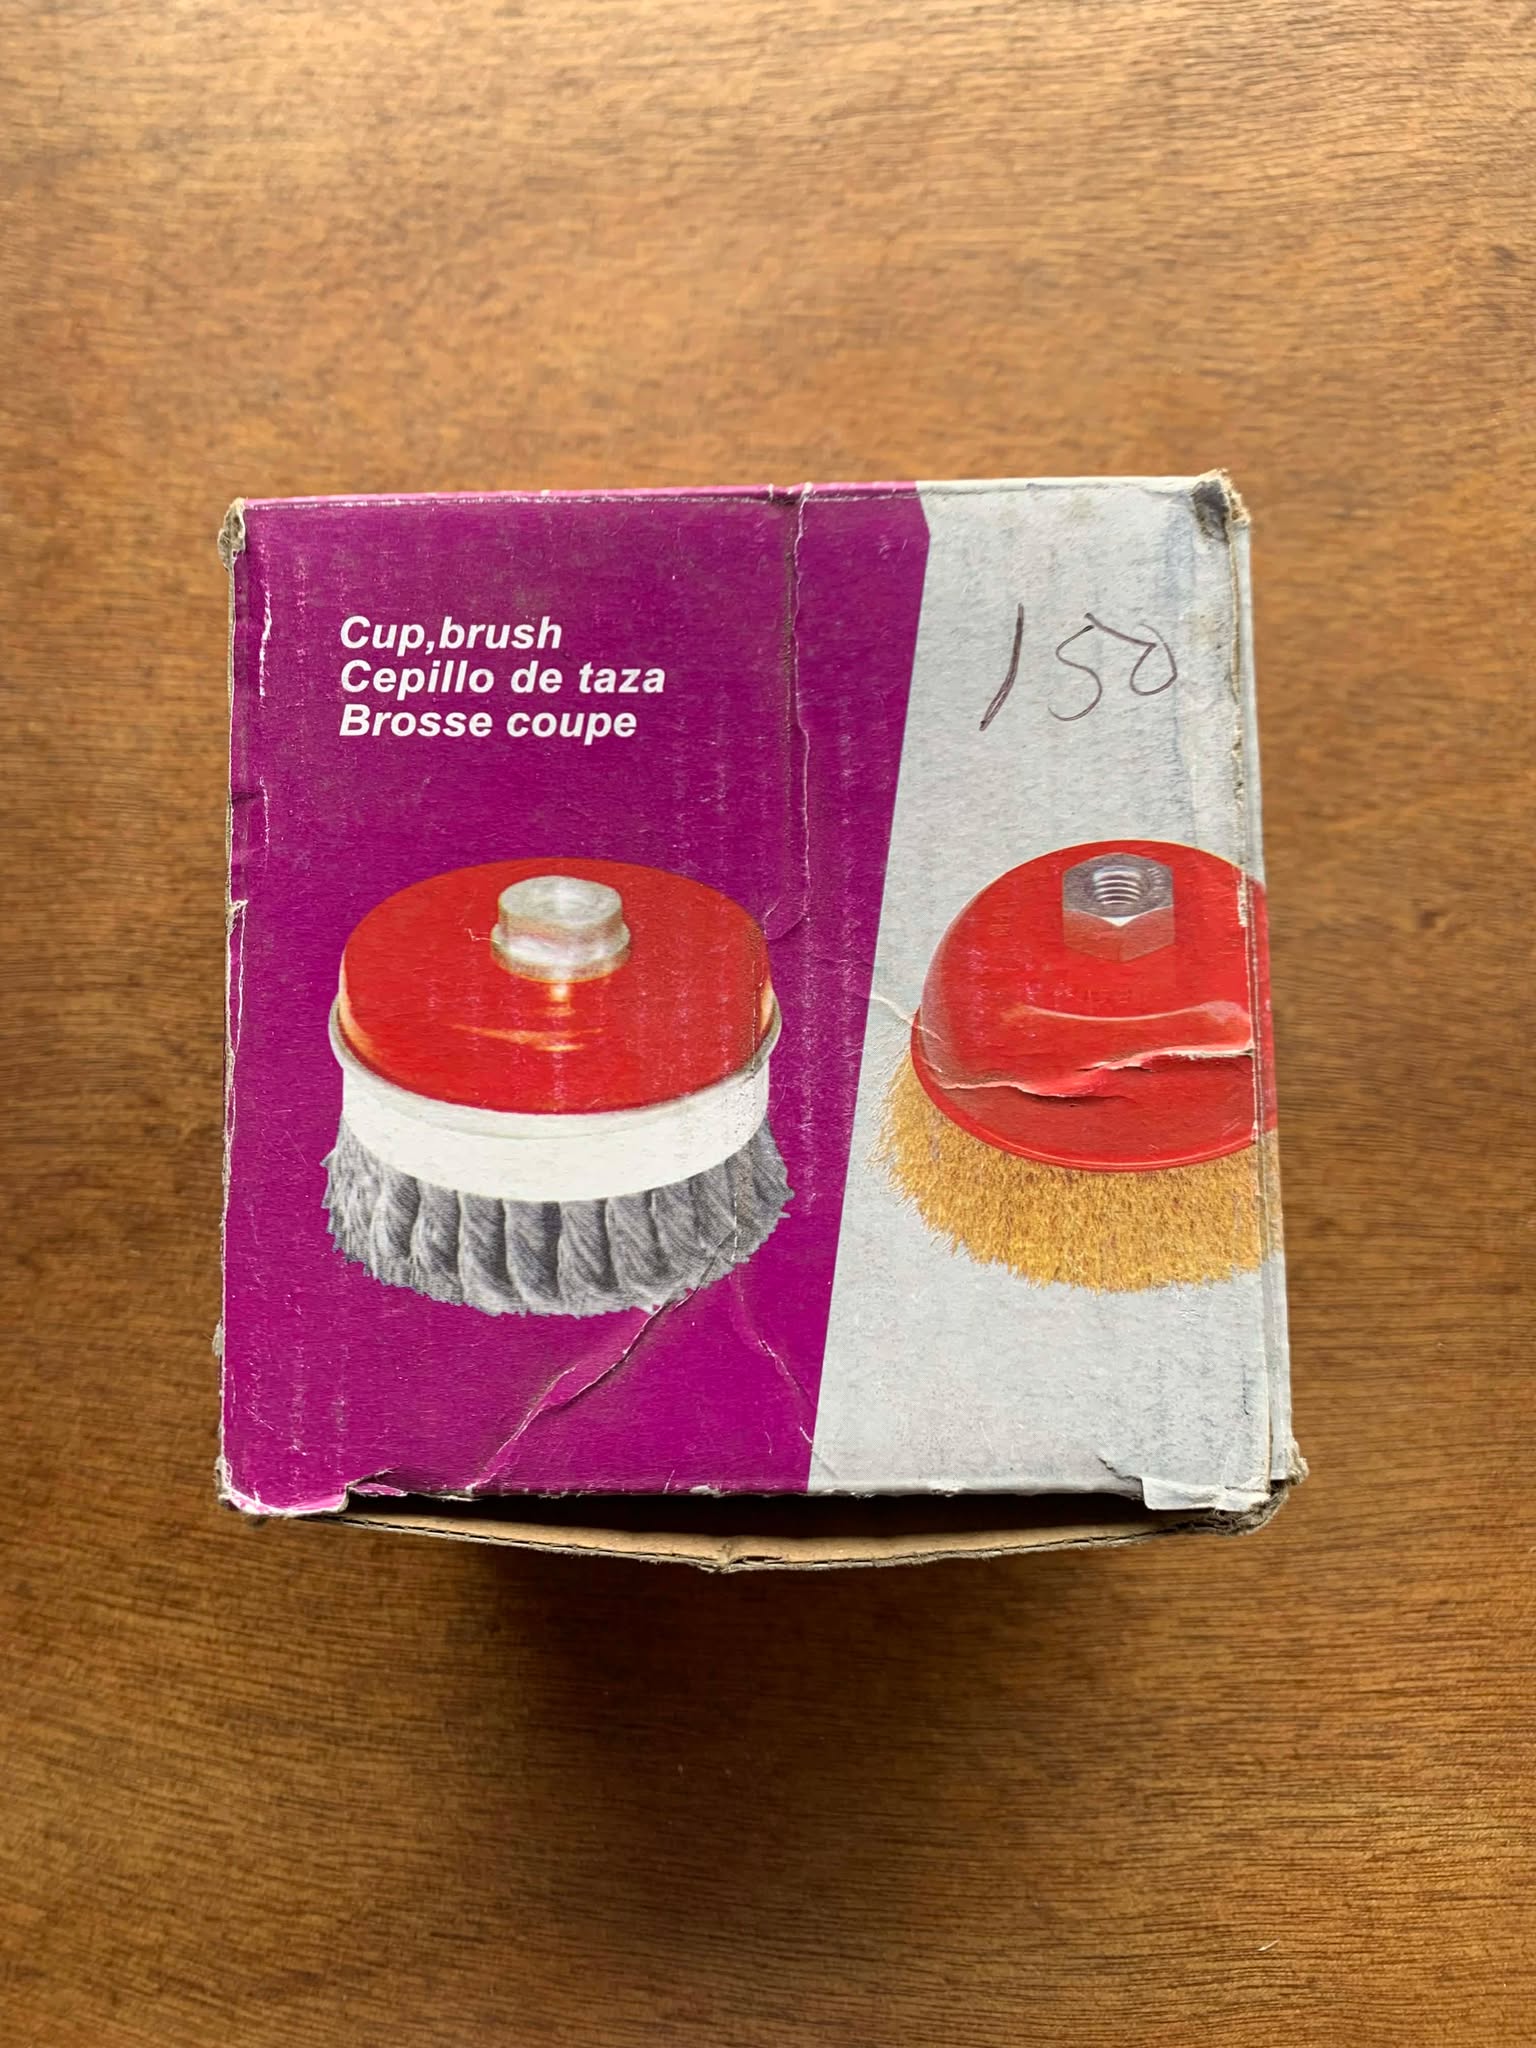 Cup,brush
Cepillo de taza
Brosse coupe
150